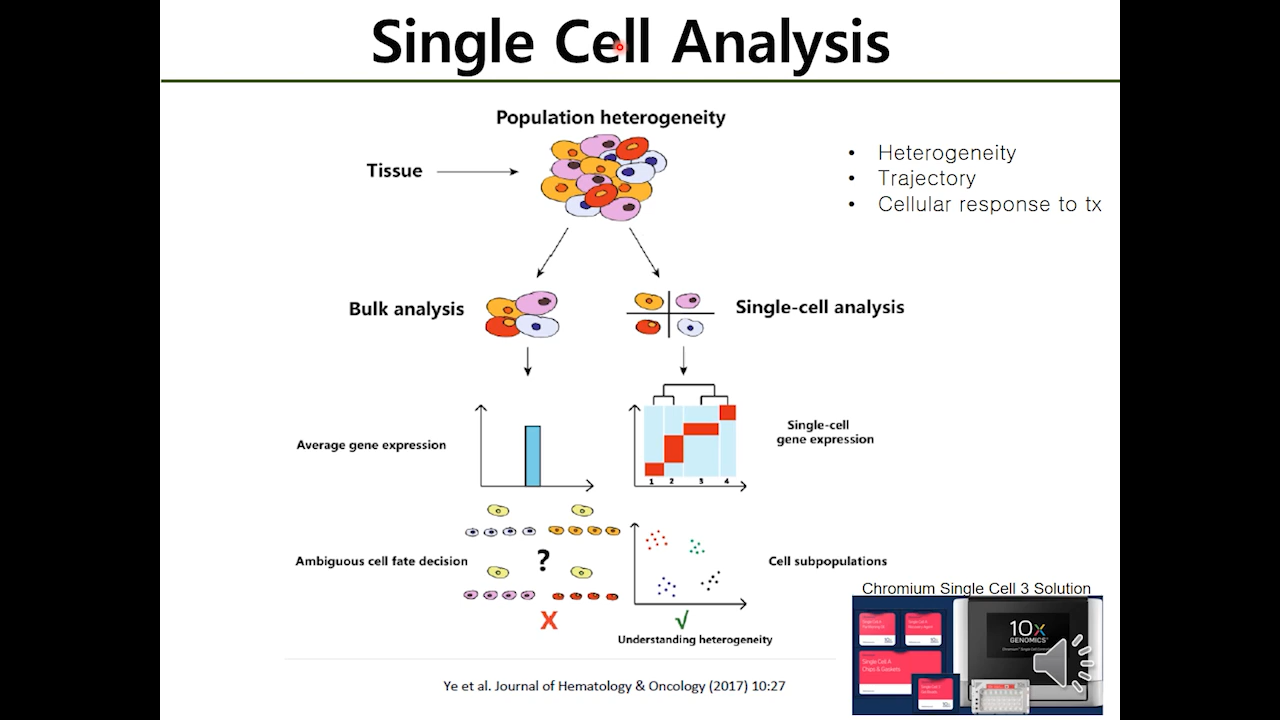 Single Cell Analysis
Population heterogeneity
Tissue
• Heterogeneity
• Trajectory
• Cellular response to tx
Bulk analysis
Single-cell analysis
Average gene expression
1 2 3 4
Single-cell
gene expression
Ambiguous cell fate decision
?
Cell subpopulations
X
√
Understanding heterogeneity
Chromium Single Cell 3 Solution
10x
GENOMICS
Single Cell A
Chips & Gaskets
Ye et al. Journal of Hematology & Oncology (2017) 10:27